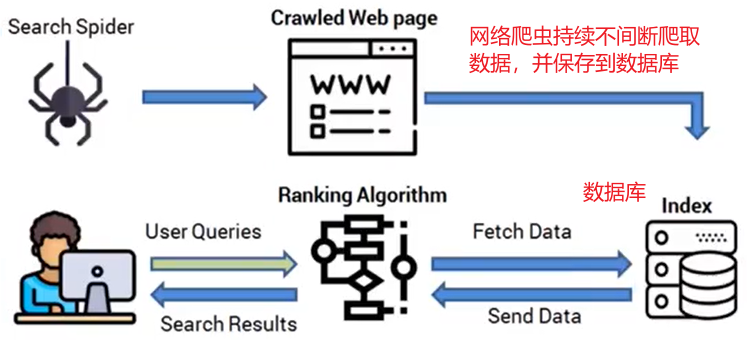 Search Spider
Crawled Web page
网络爬虫持续不间断爬取
数据，并保存到数据库
WWW
数据库
Ranking Algorithm
Index
User Queries
Fetch Data
Search Results
Send Data